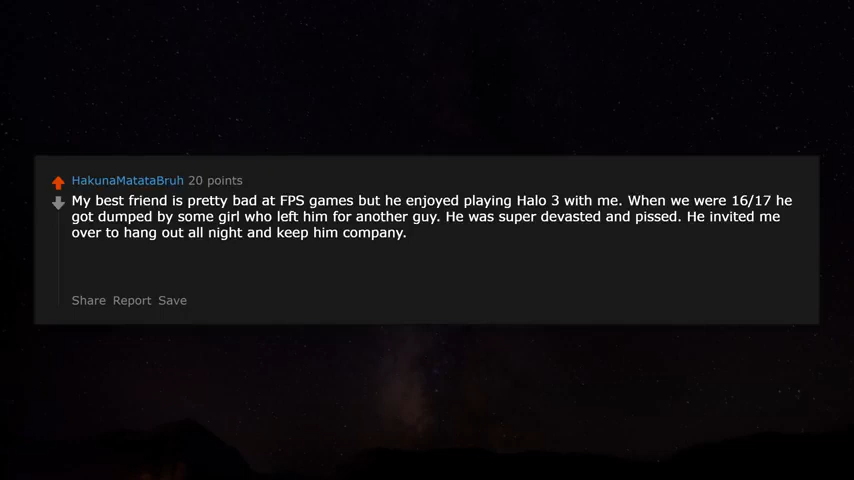 HakunaMatataBruh 20 points
My best friend is pretty bad at FPS games but he enjoyed playing Halo 3 with me. When we were 16/17 he
got dumped by some girl who left him for another guy. He was super devasted and pissed. He invited me
over to hang out all night and keep him company.
Share Report Save